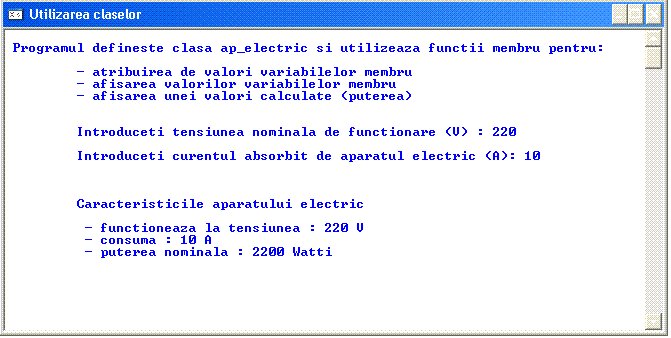 Utilizarea claselor
Programul defineste clasa ap_electric si utilizeaza functii membru pentru:
- atribuirea de valori variabilelor membru
- afisarea valorilor variabilelor membru
- afisarea unei valori calculate (puterea)
Introduceti tensiunea nominala de functionare (V) : 220
Introduceti curentul absorbit de aparatul electric (A): 10
Caracteristicile aparatului electric
- functioneaza la tensiunea : 220 V
- consuma : 10 A
- puterea nominala : 2200 Watti